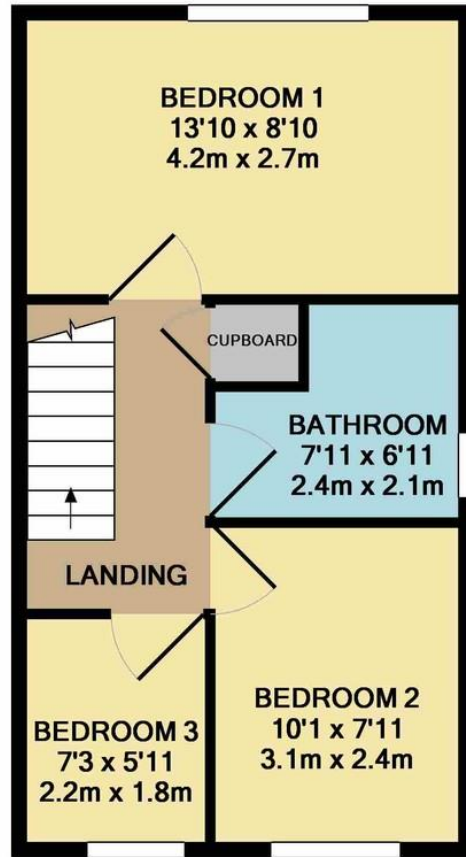 BEDROOM 1
13'10 x 8'10
4.2m x 2.7m
CUPBOARD
BATHROOM
7'11 x 6'11
2.4m x 2.1m
LANDING
BEDROOM 3
7'3 x 5'11
2.2m x 1.8m
BEDROOM 2
10'1 x 7'11
3.1m x 2.4m